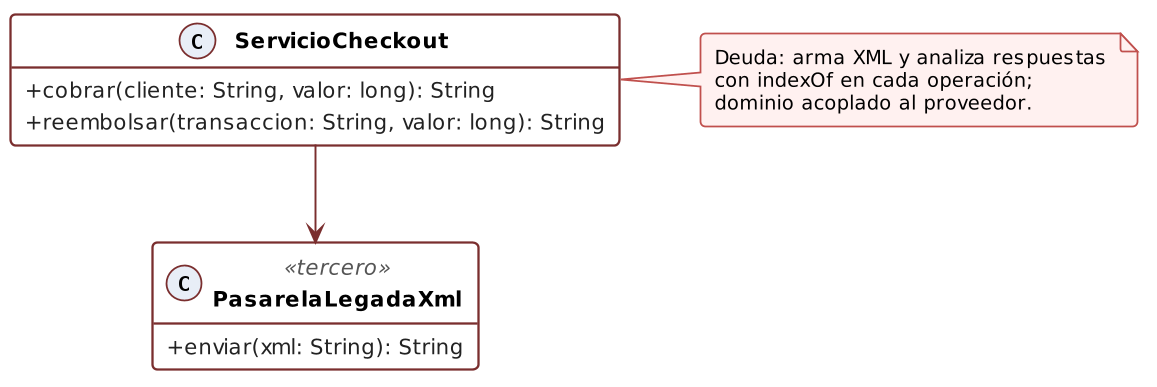 C ServicioCheckout
+cobrar(cliente: String, valor: long): String
+reembolsar(transaccion: String, valor: long): String
Deuda: arma XML y analiza respuestas
con indexOf en cada operación;
dominio acoplado al proveedor.
«tercero»
C PasarelaLegadaXml
+enviar(xml: String): String